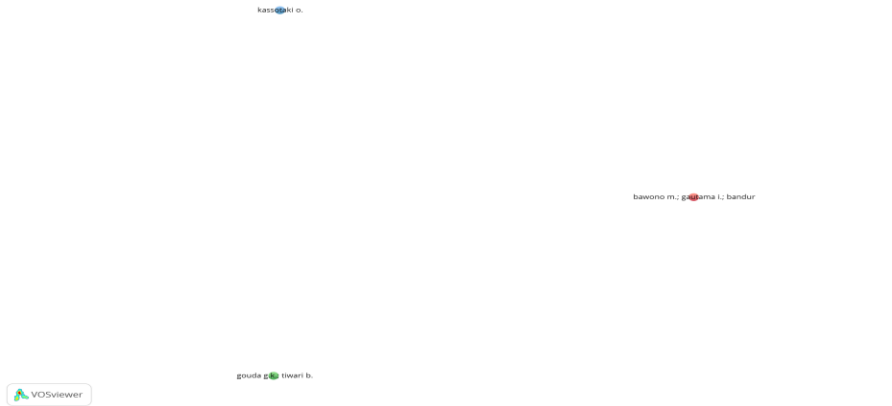 kassotaki o.
bawono m.; gautama i.; bandur
gouda g.k.; tiwari b.
VOSviewer